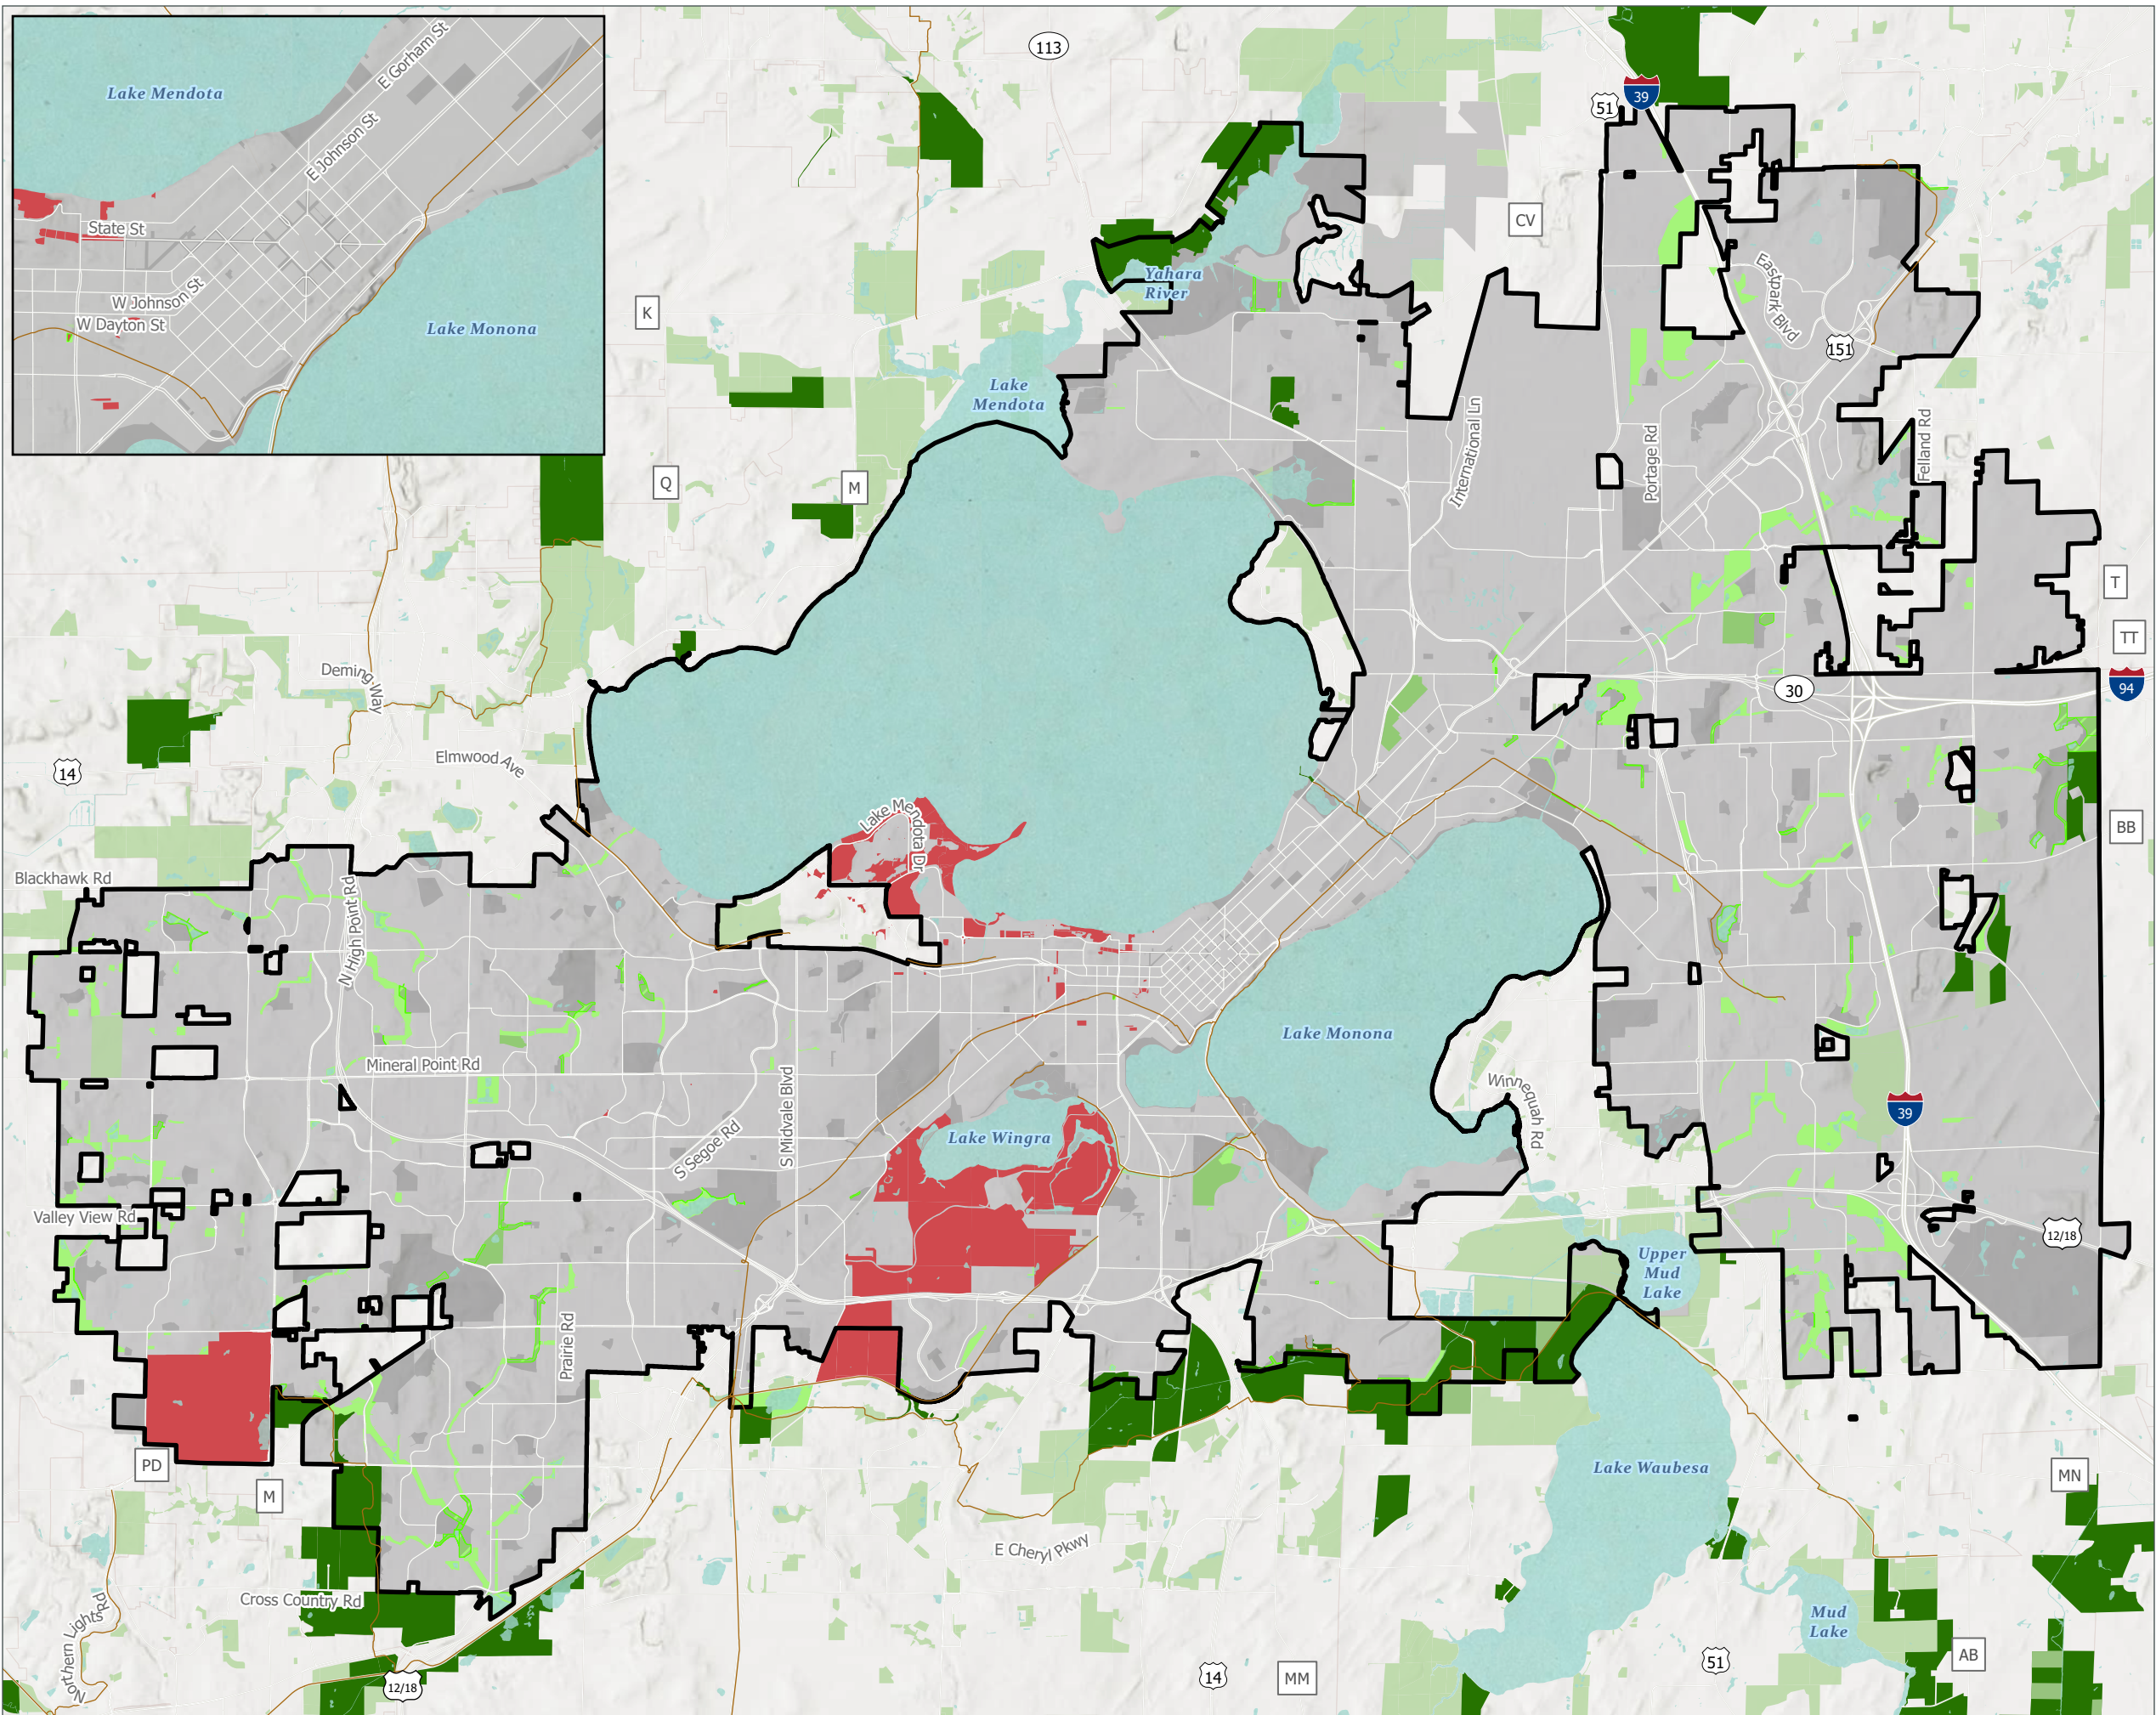 Lake Mendota
E Gorham St
E Johnson St
State St
W Johnson St
W Dayton St
Lake Monona
113
51
39
CV
K
Yahara
River
Eastpark Blvd
151
Lake
Mendota
Q
M
International Ln
Portage Rd
Felland Rd
T
TT
94
30
Deming Way
Elmwood Ave
14
Lake Mendota Dr
BB
Blackhawk Rd
N High Point Rd
Mineral Point Rd
Lake Monona
Winnequah Rd
39
S Midvale Blvd
S Segoe Rd
Lake Wingra
Valley View Rd
12/18
Upper
Mud
Lake
Prairie Rd
PD
M
Lake Waubesa
MN
E Cheryl Pkwy
Cross Country Rd
Northern Lights Rd
Mud
Lake
AB
51
14
MM
12/18